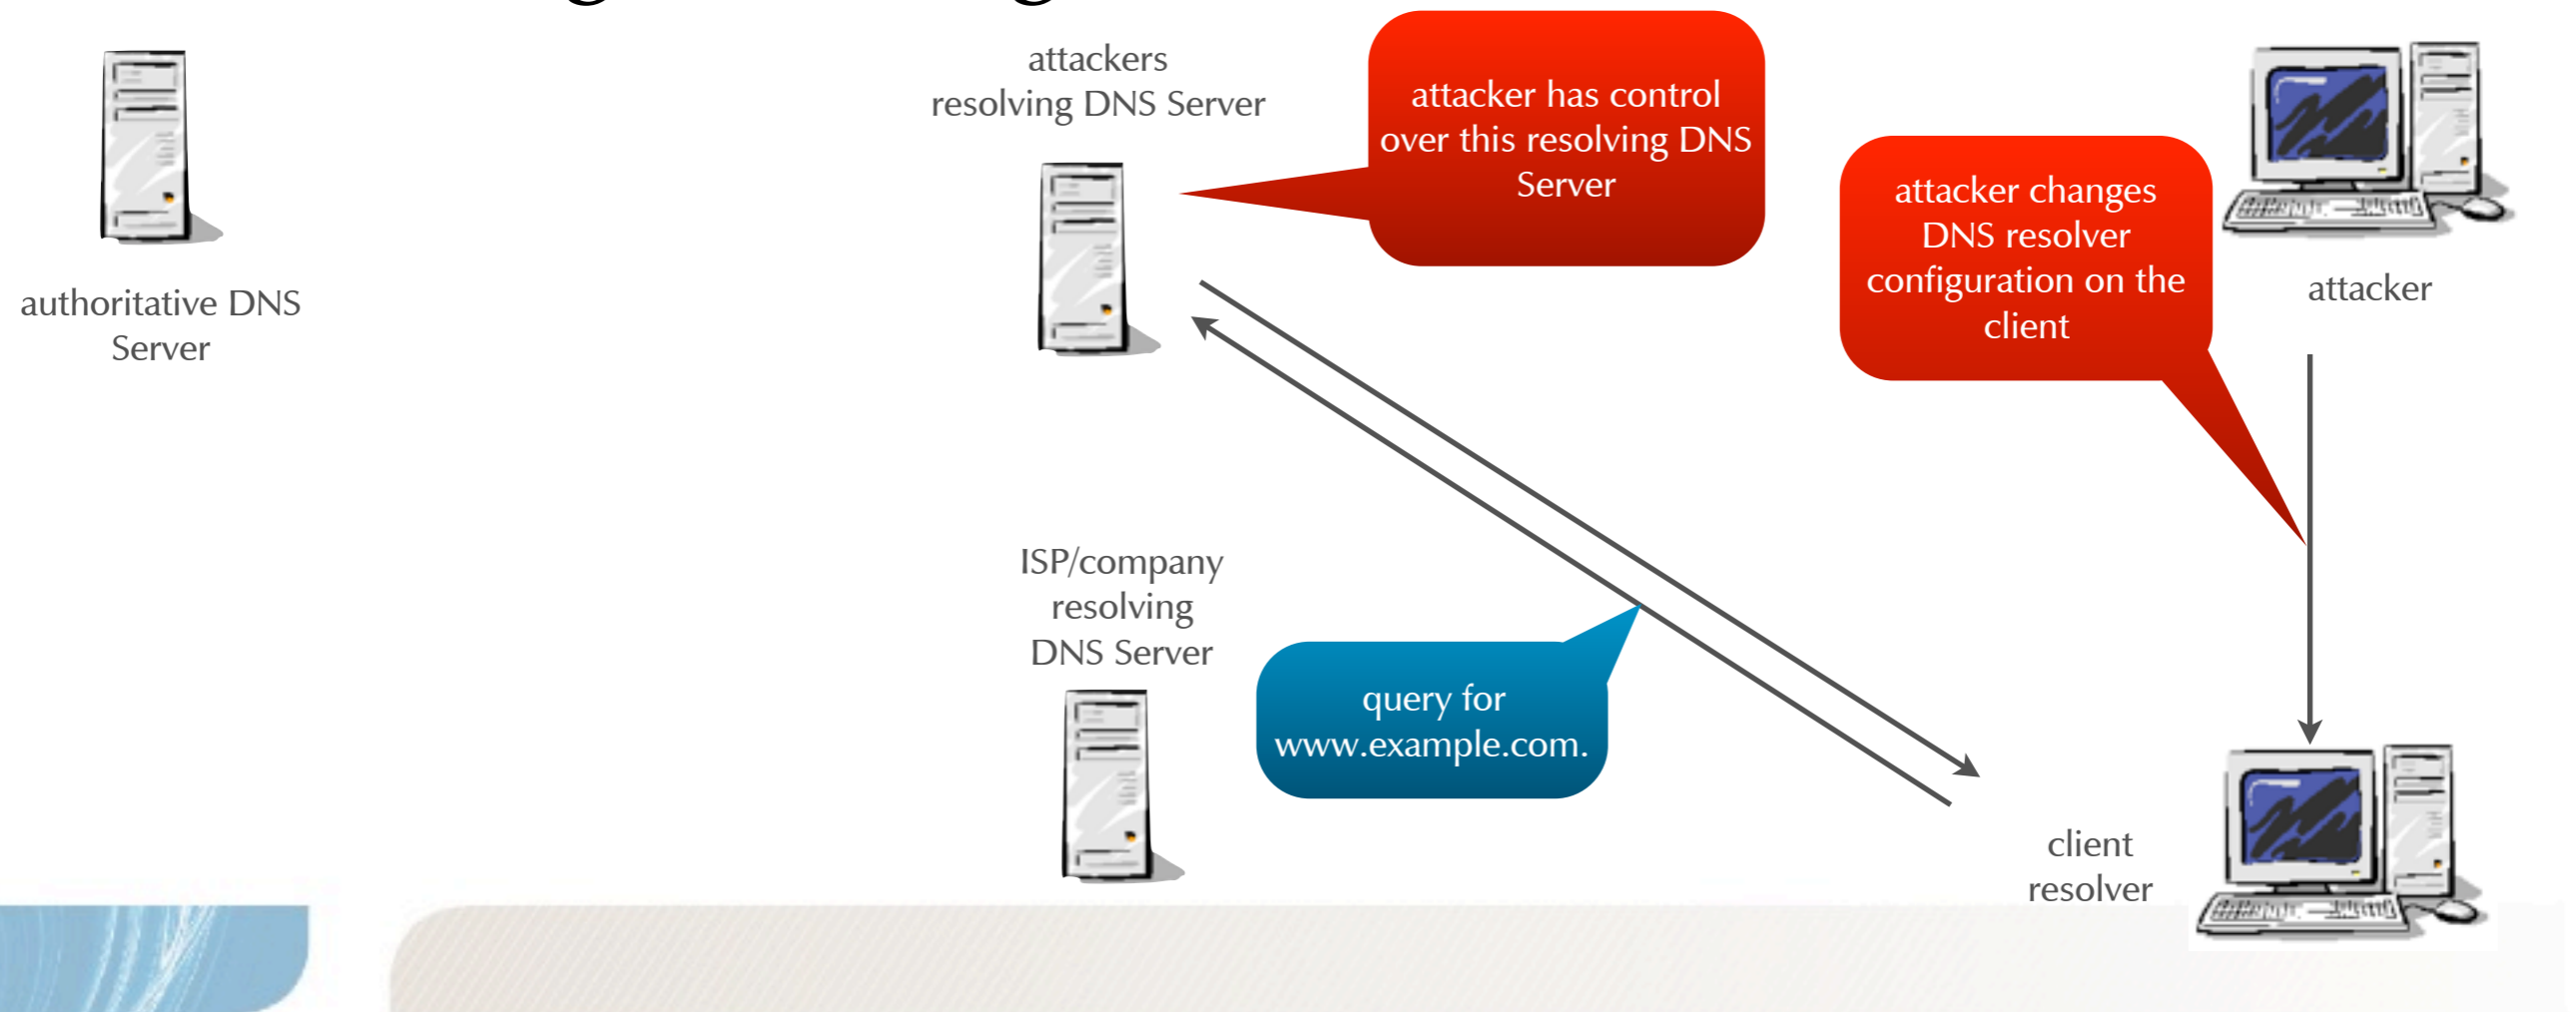 attackers
resolving DNS Server
attacker has control
over this resolving DNS
Server
attacker changes
DNS resolver
configuration on the
client
attacker
authoritative DNS
Server
ISP/company
resolving
DNS Server
query for
www.example.com.
client
resolver